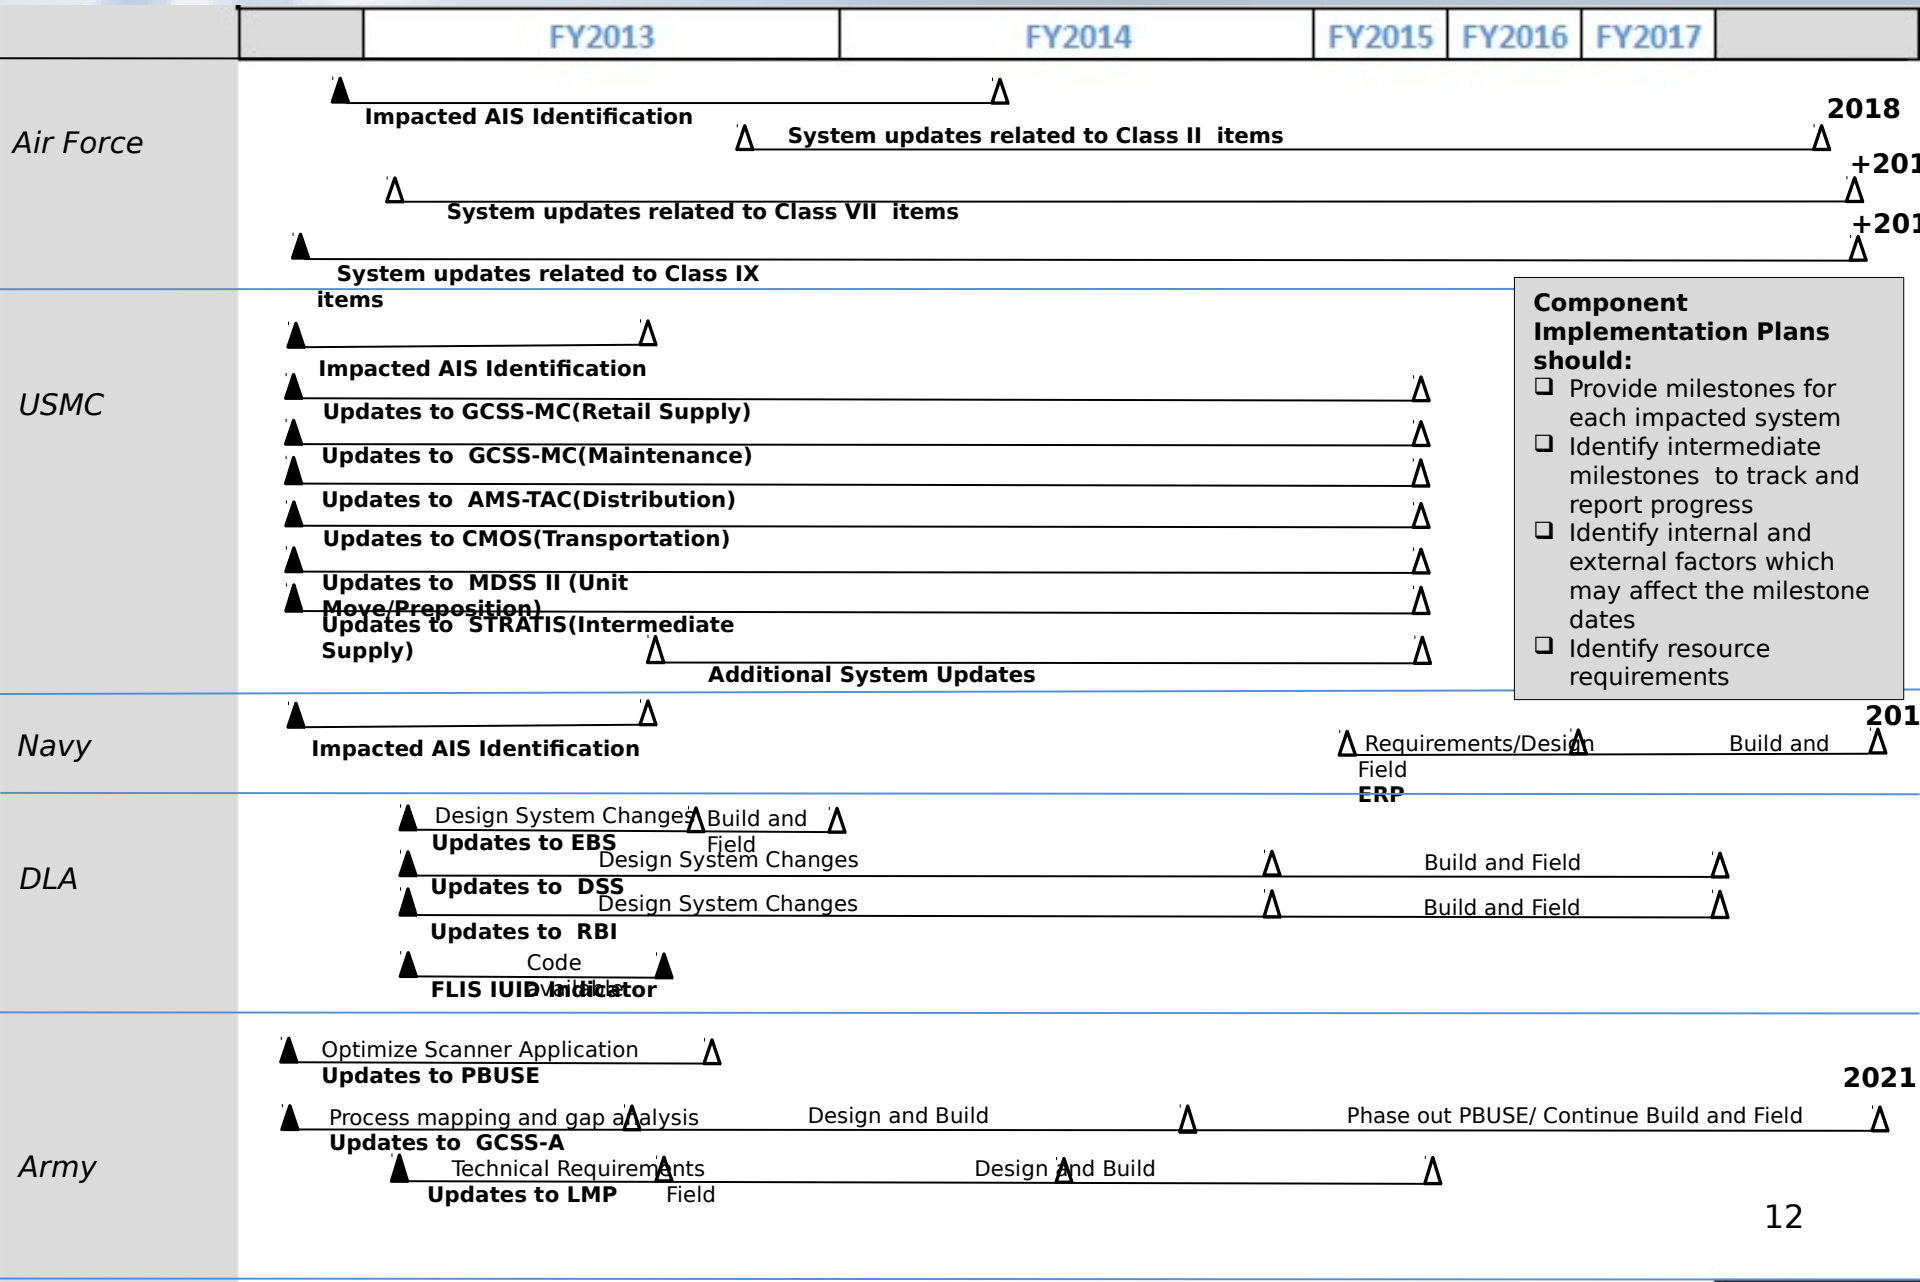 FY2013 FY2014 FY2015 FY2016 FY2017
Air Force
Impacted AIS Identification
2018
System updates related to Class II  items
+201
System updates related to Class VII  items
+201
System updates related to Class IX
items
Component
Implementation Plans
should:
❑ Provide milestones for
each impacted system
❑ Identify intermediate
milestones  to track and
report progress
❑ Identify internal and
external factors which
may affect the milestone
dates
❑ Identify resource
requirements
USMC
Impacted AIS Identification
Updates to GCSS-MC(Retail Supply)
Updates to  GCSS-MC(Maintenance)
Updates to  AMS-TAC(Distribution)
Updates to CMOS(Transportation)
Updates to  MDSS II (Unit
Move/Preposition)
Updates to  STRATIS(Intermediate
Supply)
Additional System Updates
Navy
Impacted AIS Identification
201
Requirements/Design Build and
Field
ERP
DLA
Design System Changes Build and
Field
Updates to EBS
Design System Changes Build and Field
Updates to  DSS
Design System Changes Build and Field
Updates to  RBI
Code
available
FLIS IUID Indicator
Army
Optimize Scanner Application
Updates to PBUSE
2021
Process mapping and gap analysis Design and Build Phase out PBUSE/ Continue Build and Field
Updates to  GCSS-A
Technical Requirements Design and Build
Field
Updates to LMP
12